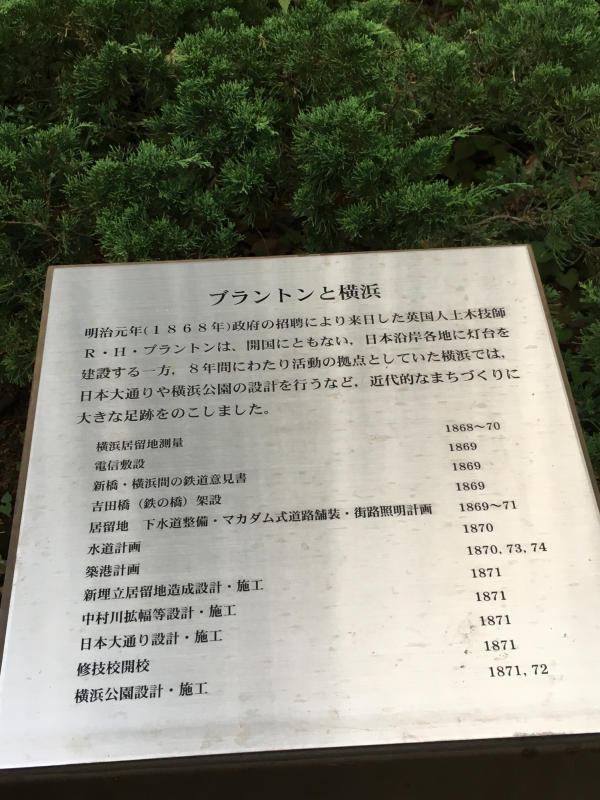 ブラントンと横浜
明治元年(１８６８年)政府の招聘により来日した英国人土木技師
Ｒ・Ｈ・ブラントンは、開国にともない，日本沿岸各地に灯台を
建設する一方，８年間にわたり活動の拠点としていた横浜では，
日本大通りや横浜公園の設計を行うなど，近代的なまちづくりに
大きな足跡をのこしました。
横浜居留地測量 1868〜70
電信敷設 1869
新橋・横浜間の鉄道意見書 1869
吉田橋（鉄の橋）架設 1869
居留地　下水道整備・マカダム式道路舗装・街路照明計画 1869〜71
水道計画 1870
築港計画 1870, 73, 74
新埋立居留地造成設計・施工 1871
中村川拡幅等設計・施工 1871
日本大通り設計・施工 1871
修技校開校 1871
横浜公園設計・施工 1871, 72